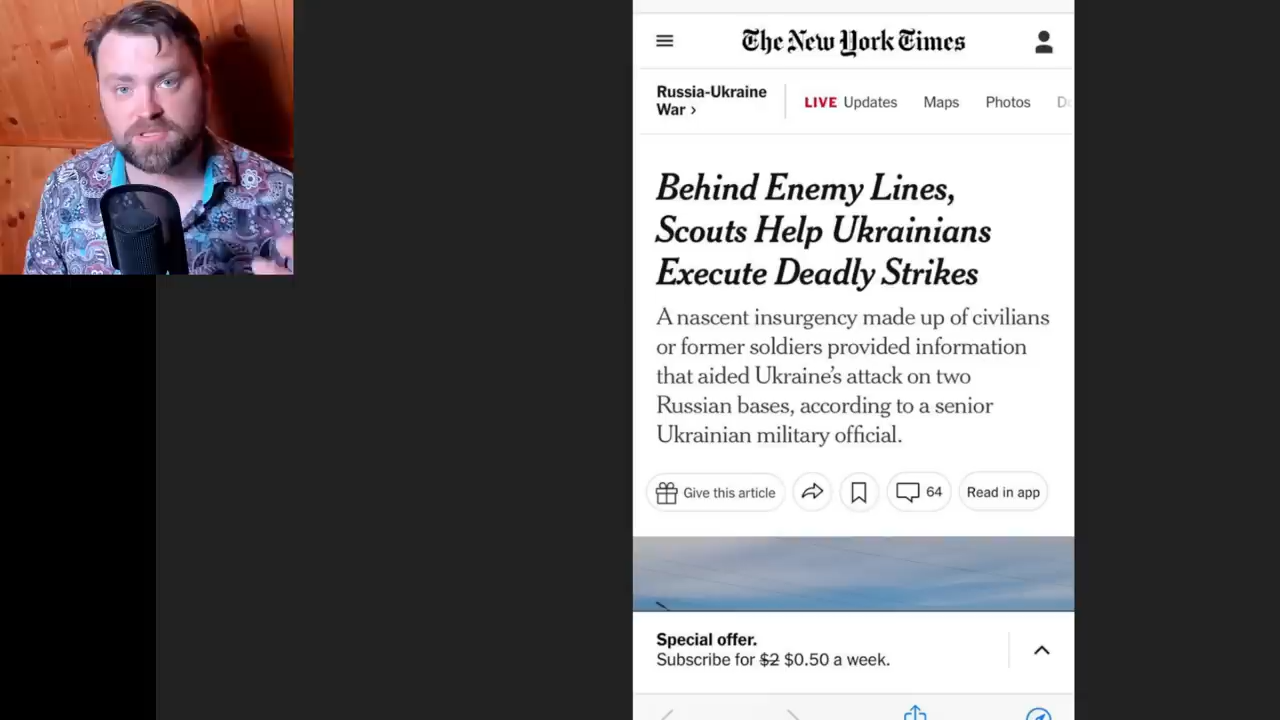 The New York Times
Russia-Ukraine
War ›
LIVE Updates Maps Photos
Behind Enemy Lines,
Scouts Help Ukrainians
Execute Deadly Strikes
A nascent insurgency made up of civilians
or former soldiers provided information
that aided Ukraine’s attack on two
Russian bases, according to a senior
Ukrainian military official.
Give this article 64 Read in app
Special offer.
Subscribe for $2 $0.50 a week.